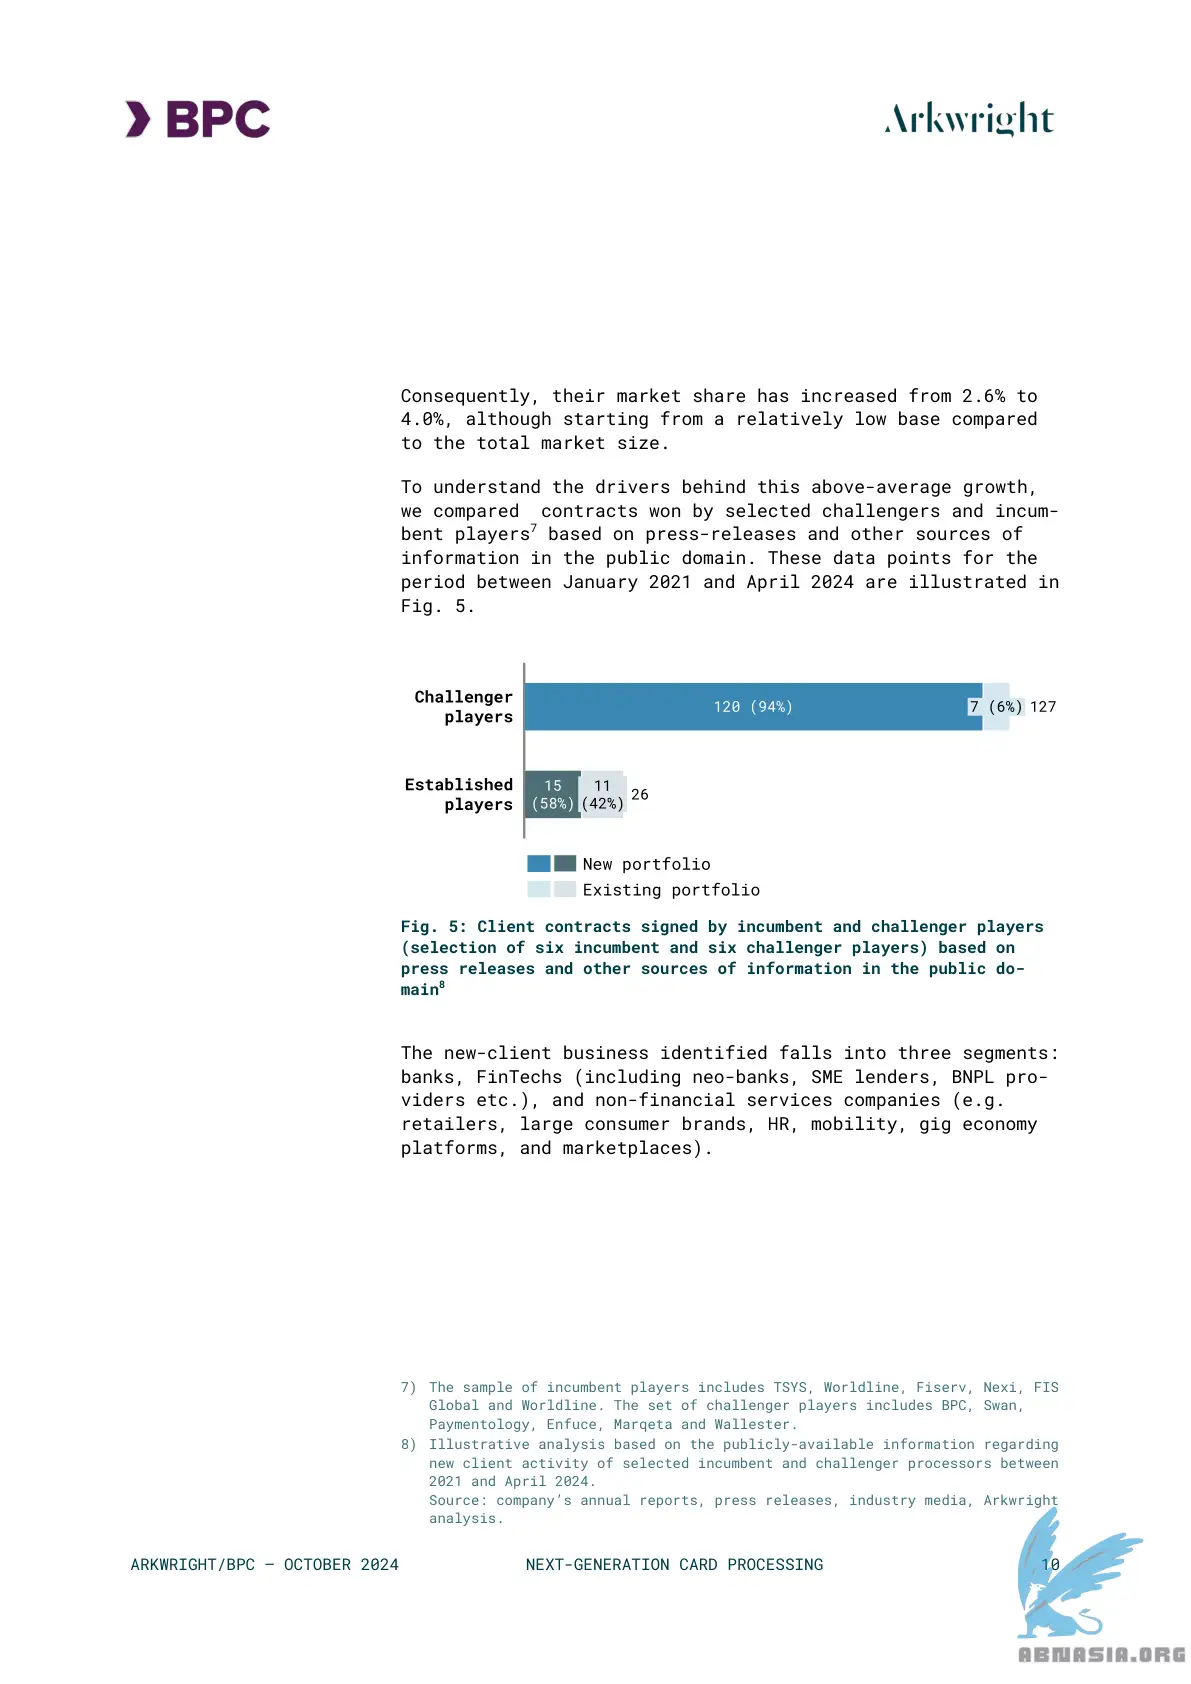 BPC
Arkwright
Consequently, their market share has increased from 2.6% to
4.0%, although starting from a relatively low base compared
to the total market size.
To understand the drivers behind this above-average growth,
we compared  contracts won by selected challengers and incum-
bent players7 based on press-releases and other sources of
information in the public domain. These data points for the
period between January 2021 and April 2024 are illustrated in
Fig. 5.
Challenger
players
120 (94%)
7 (6%) 127
Established
players
15
(58%)
11
(42%)
26
New portfolio
Existing portfolio
Fig. 5: Client contracts signed by incumbent and challenger players
(selection of six incumbent and six challenger players) based on
press releases and other sources of information in the public do-
main8
The new-client business identified falls into three segments:
banks, FinTechs (including neo-banks, SME lenders, BNPL pro-
viders etc.), and non-financial services companies (e.g.
retailers, large consumer brands, HR, mobility, gig economy
platforms, and marketplaces).
7) The sample of incumbent players includes TSYS, Worldline, Fiserv, Nexi, FIS
Global and Worldline. The set of challenger players includes BPC, Swan,
Paymentology, Enfuce, Marqeta and Wallester.
8) Illustrative analysis based on the publicly-available information regarding
new client activity of selected incumbent and challenger processors between
2021 and April 2024.
Source: company's annual reports, press releases, industry media, Arkwright
analysis.
ARKWRIGHT/BPC – OCTOBER 2024 NEXT-GENERATION CARD PROCESSING 10
ABNASIA.ORG